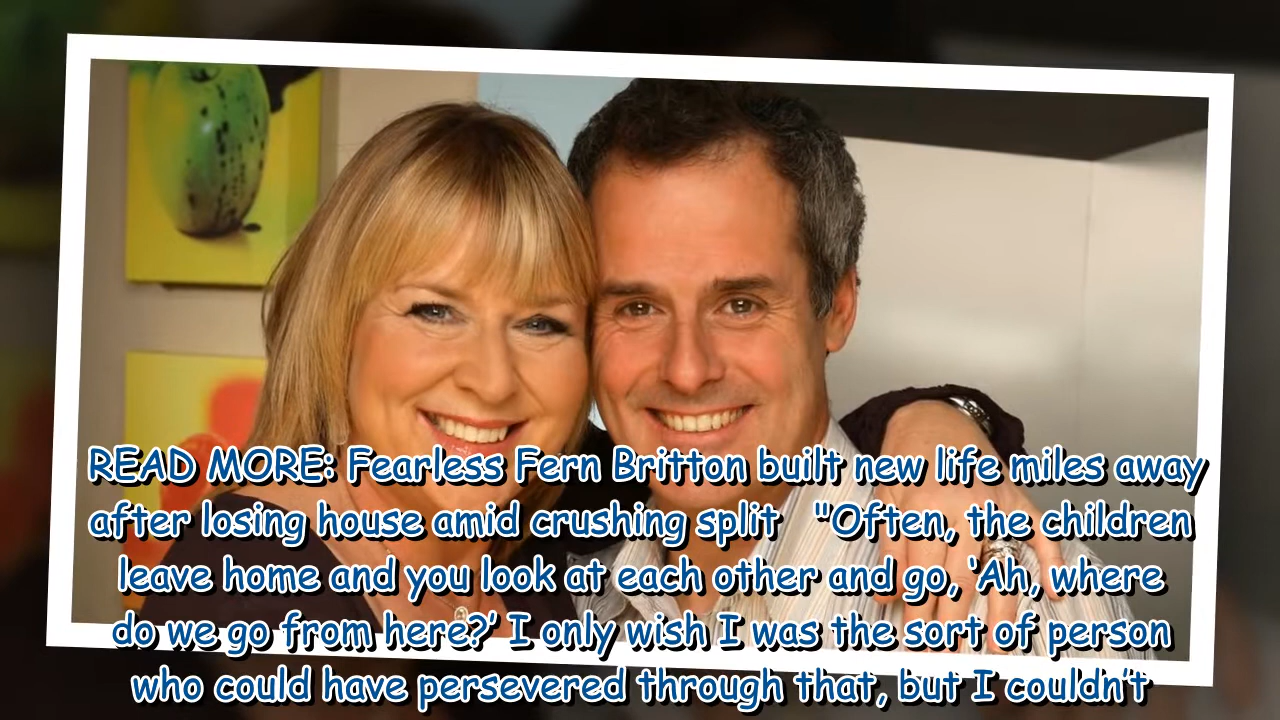 READ MORE: Fearless Fern Britton built new life miles away
after losing house amid crushing split "Often, the children
leave home and you look at each other and go, ‘Ah, where
do we go from here?’ I only wish I was the sort of person
who could have persevered through that, but I couldn’t